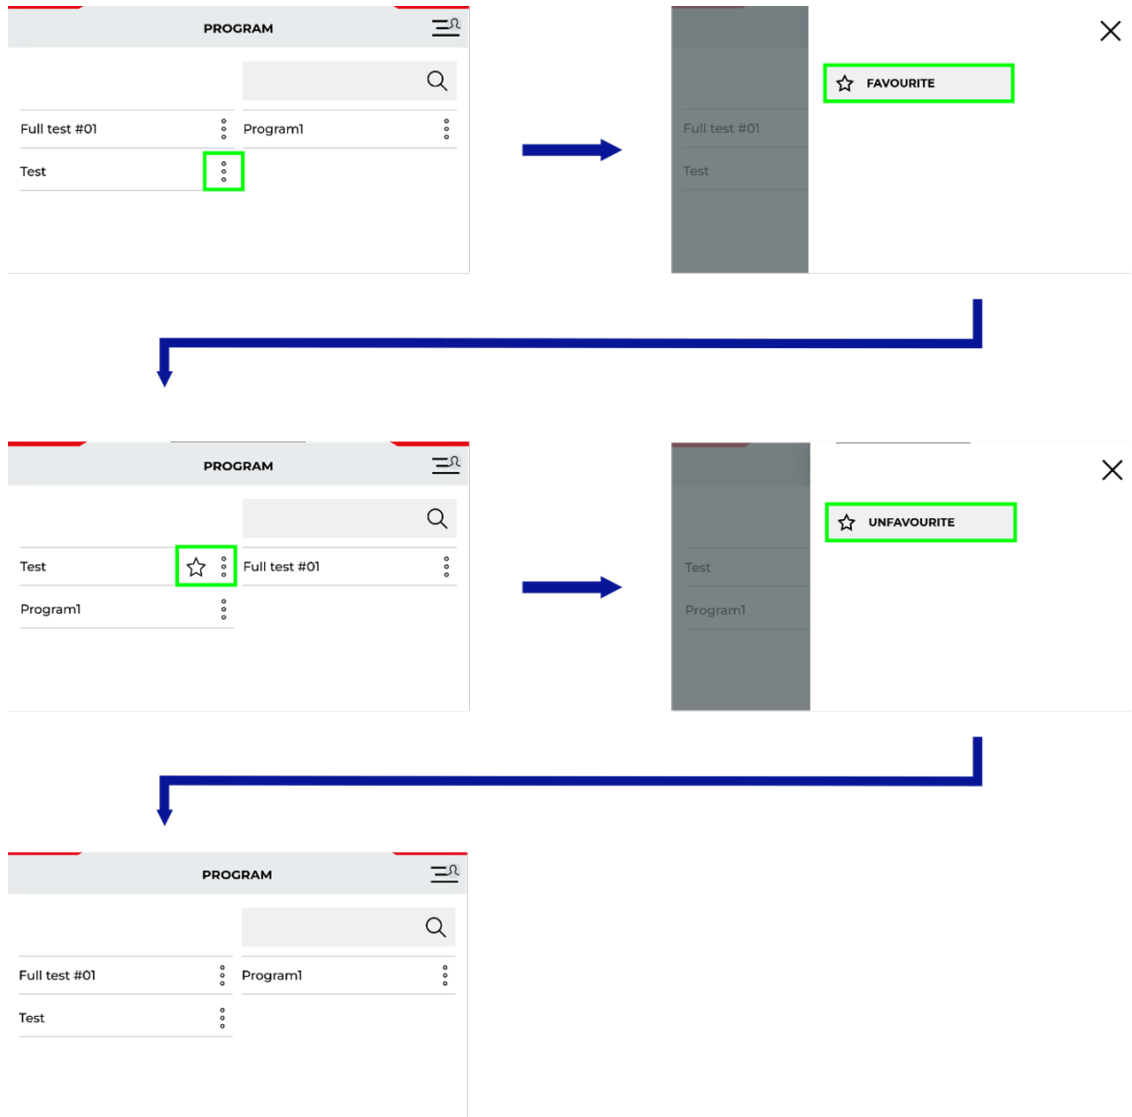 PROGRAM
Full test #01 Program1
Test
FAVOURITE
Full test #01
Test
PROGRAM
Test Full test #01
Program1
UNFAVOURITE
Test
Program1
PROGRAM
Full test #01 Program1
Test